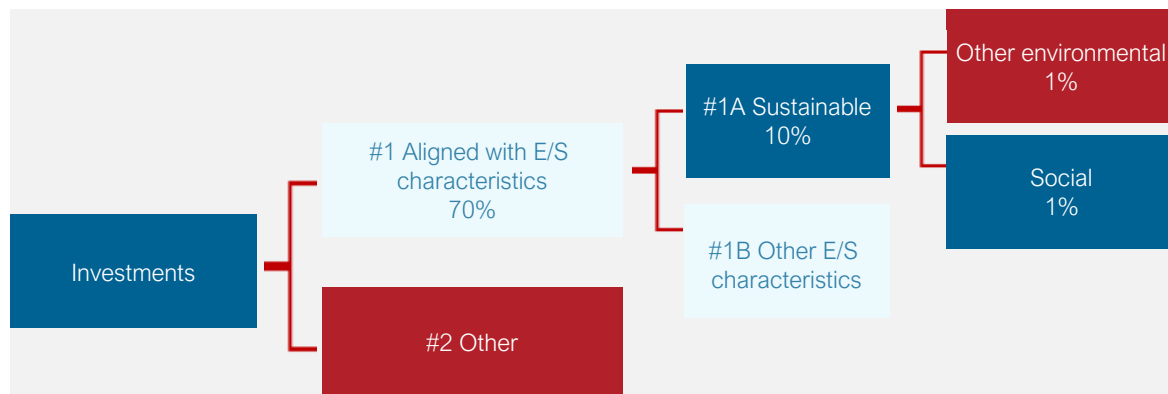 Investments
#1 Aligned with E/S
characteristics
70%
#2 Other
#1A Sustainable
10%
#1B Other E/S
characteristics
Other environmental
1%
Social
1%